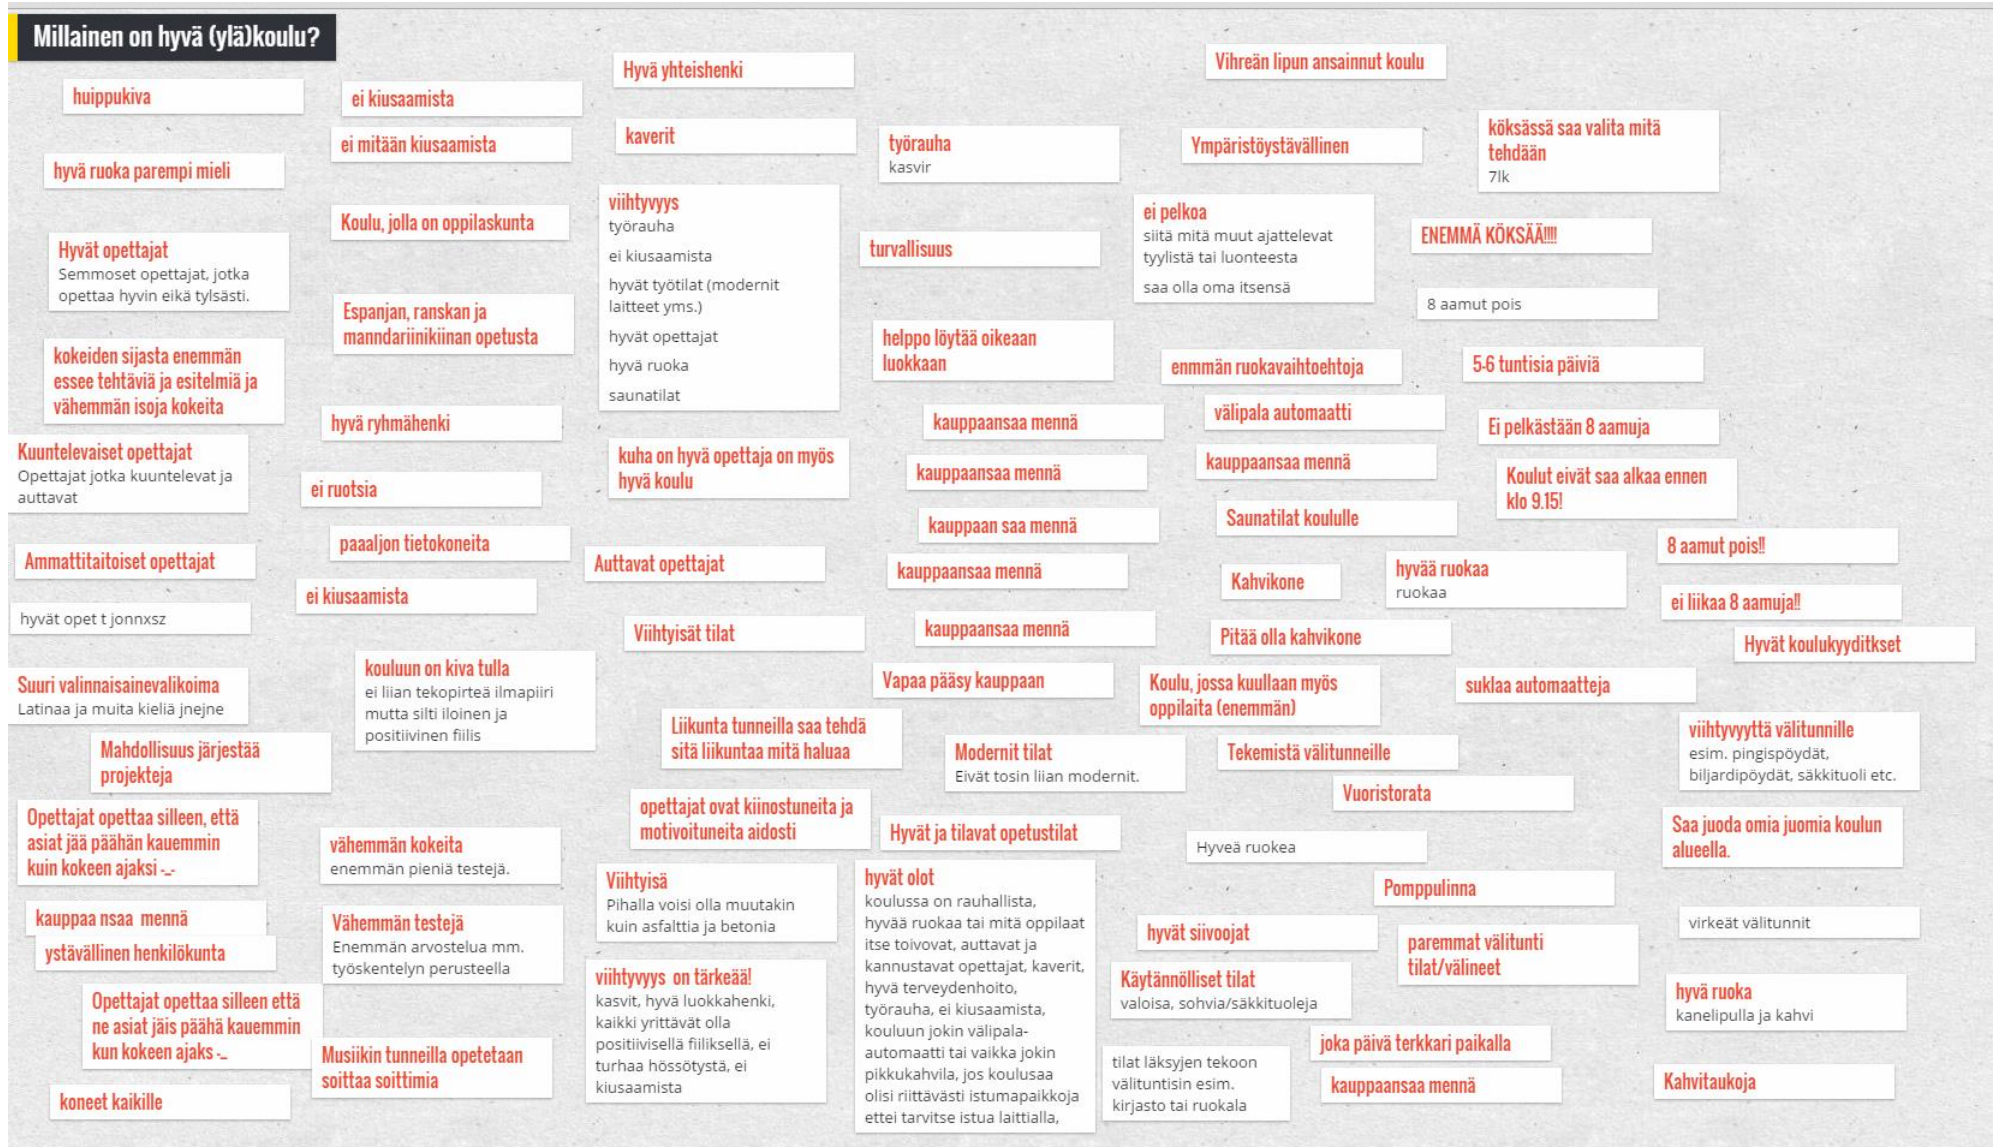 Millainen on hyvä (ylä)koulu?
huippukiva
hyvä ruoka parempi mieli
Hyvät opettajat
Semmoset opettajat, jotka
opettaa hyvin eikä tylsästi.
kokeiden sijasta enemmän
essee tehtäviä ja esitelmiä ja
vähemmän isoja kokeita
Kuuntelevaiset opettajat
Opettajat jotka kuuntelevat ja
auttavat
Ammattitaitoiset opettajat
hyvät opet t jonnxsz
Suuri valinnaisainevalikoima
Latinaa ja muita kieliä jnejne
Mahdollisuus järjestää
projekteja
Opettajat opettaa silleen, että
asiat jää päähän kauemmin
kuin kokeen ajaksi -_-
kauppaa nsaa mennä
ystävällinen henkilökunta
Opettajat opettaa silleen että
ne asiat jäis päähä kauemmin
kun kokeen ajaks -_
koneet kaikille
ei kiusaamista
ei mitään kiusaamista
Koulu, jolla on oppilaskunta
Espanjan, ranskan ja
manndariinikiinan opetusta
hyvä ryhmähenki
ei ruotsia
paaaljon tietokoneita
ei kiusaamista
kouluun on kiva tulla
ei liian tekopirteä ilmapiiri
mutta silti iloinen ja
positiivinen fiilis
vähemmän kokeita
enemmän pieniä testejä.
Vähemmän testejä
Enemmän arvostelua mm.
työskentelyn perusteella
Musiikin tunneilla opetetaan
soittaa soittimia
Hyvä yhteishenki
kaverit
viihtyvyys
työrauha
ei kiusaamista
hyvät työtilat (modernit
laitteet yms.)
hyvät opettajat
hyvä ruoka
saunatilat
kuha on hyvä opettaja on myös
hyvä koulu
Auttavat opettajat
Viihtyisät tilat
Liikunta tunneilla saa tehdä
sitä liikuntaa mitä haluaa
opettajat ovat kiinostuneita ja
motivoituneita aidosti
Viihtyisä
Pihalla voisi olla muutakin
kuin asfalttia ja betonia
viihtyvyys on tärkeää!
kasvit, hyvä luokkahenki,
kaikki yrittävät olla
positiivisellä fiiliksellä, ei
turhaa hössötystä, ei
kiusaamista
työrauha
kasvir
turvallisuus
helppo löytää oikeaan
luokkaan
kauppaansaa mennä
kauppaansaa mennä
kauppaan saa mennä
kauppaansaa mennä
kauppaansaa mennä
Vapaa pääsy kauppaan
Modernit tilat
Eivät tosin liian modernit.
Hyvät ja tilavat opetustilat
hyvät olot
koulussa on rauhallista,
hyvää ruokaa tai mitä oppilaat
itse toivovat, auttavat ja
kannustavat opettajat, kaverit,
hyvä terveydenhoito,
työrauha, ei kiusaamista,
kouluun jokin välipala-
automaatti tai vaikka jokin
pikkukahvila, jos koulusaa
olisi riittävästi istumapaikkoja
ettei tarvitse istua laittialla,
Vihreän lipun ansainnut koulu
Ympäristöystävällinen
ei pelkoa
siitä mitä muut ajattelevat
tyylistä tai luonteesta
saa olla oma itsensä
enmmän ruokavaihtoehtoja
välipala automaatti
kauppaansaa mennä
Saunatilat koululle
Kahvikone
Pitää olla kahvikone
Koulu, jossa kuullaan myös
oppilaita (enemmän)
Tekemistä välitunneille
Vuoristorata
Hyveä ruokea
Pomppulinna
hyvät siivoojat
Käytännölliset tilat
valoisa, sohvia/säkkituoleja
tilat läksyjen tekoon
välituntisin esim.
kirjasto tai ruokala
köksässä saa valita mitä
tehdään
7lk
ENEMMÄ KÖKSÄÄ!!!!
8 aamut pois
5-6 tuntisia päiviä
Ei pelkästään 8 aamuja
Koulut eivät saa alkaa ennen
klo 9.15!
hyvää ruokaa
ruokaa
suklaa automaatteja
paremmat välitunti
tilat/välineet
joka päivä terkkari paikalla
kauppaansaa mennä
8 aamut pois!!
ei liikaa 8 aamuja!!
Hyvät koulukyyditkset
viihtyvyyttä välitunnille
esim. pingispöydät,
biljardipöydät, säkkituoli etc.
Saa juoda omia juomia koulun
alueella.
virkeät välitunnit
hyvä ruoka
kanelipulla ja kahvi
Kahvitaukoja